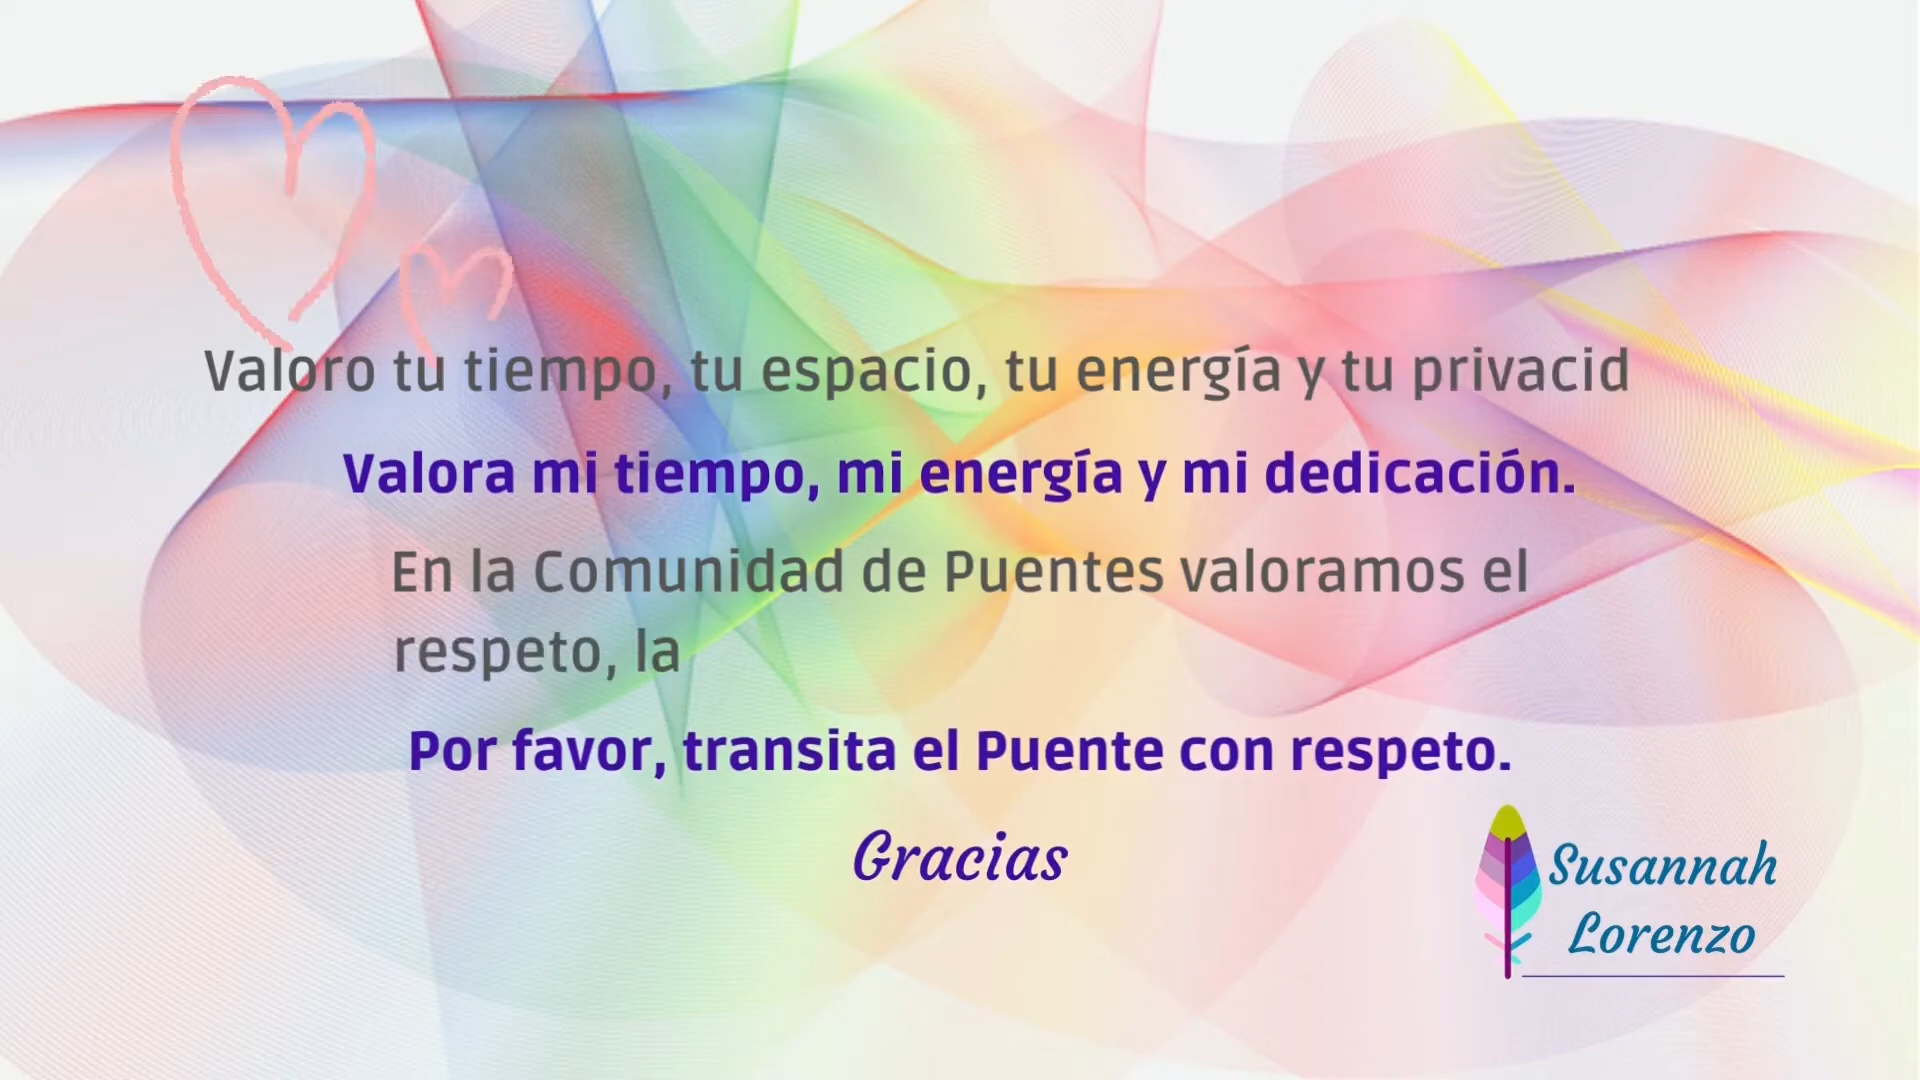 Valoro tu tiempo, tu espacio, tu energía y tu privacid
Valora mi tiempo, mi energía y mi dedicación.
En la Comunidad de Puentes valoramos el
respeto, la
Por favor, transita el Puente con respeto.
Gracias
Susannah
Lorenzo